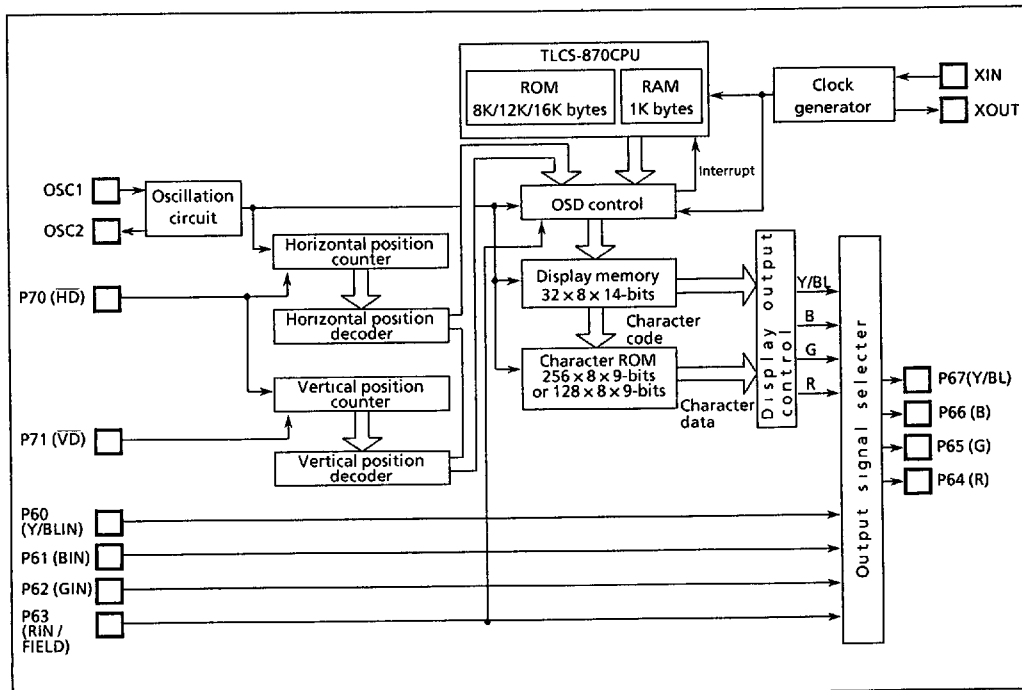 TLCS-870CPU
ROM
8K/12K/16K bytes
RAM
1K bytes
Clock
generator
XIN
XOUT
Interrupt
OSC1
OSC2
Oscillation
circuit
OSD control
Horizontal position
counter
P70 (HD)
Horizontal position
decoder
Display memory
32 × 8 × 14-bits
Character
code
Character ROM
256 × 8 × 9-bits
or 128 × 8 × 9-bits
Character
data
Display output
control
Y/BL
B
G
R
Vertical position
counter
P71 (VD)
Vertical position
decoder
Output signal selecter
P67(Y/BL)
P66 (B)
P65 (G)
P64 (R)
P60
(Y/BLIN)
P61 (BIN)
P62 (GIN)
P63
(RIN /
FIELD)